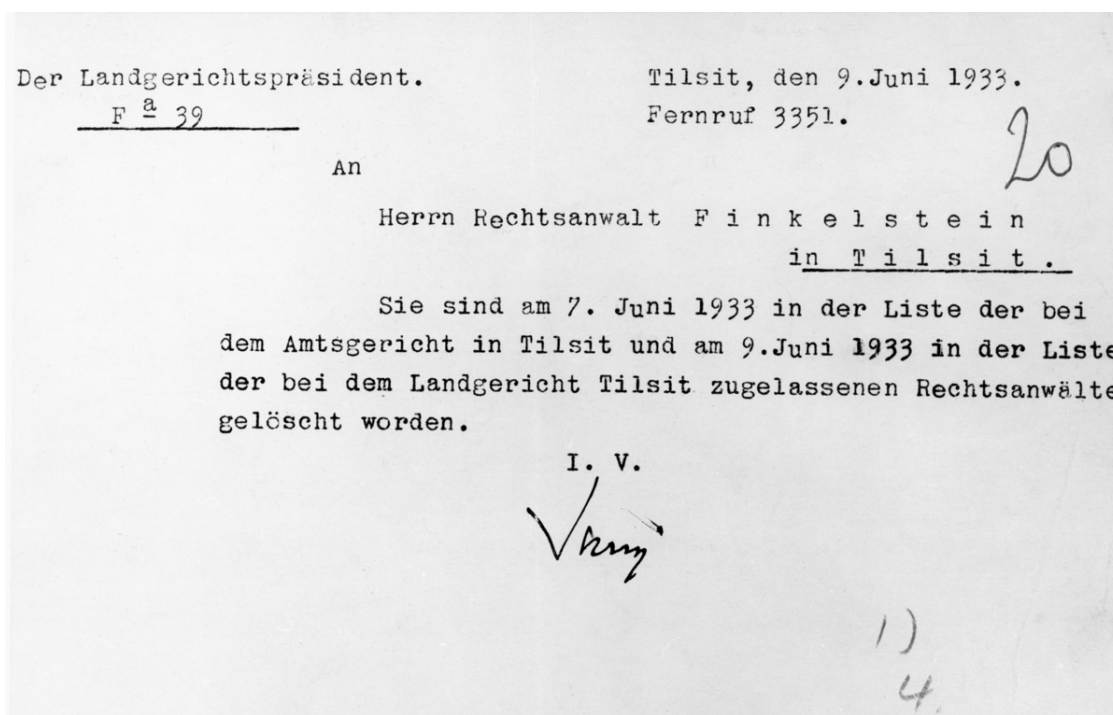 Der Landgerichtspräsident.
Tilsit, den 9.Juni 1933.
F a 39
Fernruf 3351.
20
An
Herrn Rechtsanwalt F i n k e l s t e i n
in T i l s i t .
Sie sind am 7. Juni 1933 in der Liste der bei
dem Amtsgericht in Tilsit und am 9.Juni 1933 in der Liste
der bei dem Landgericht Tilsit zugelassenen Rechtsanwälte
gelöscht worden.
I. V.
1)
4.